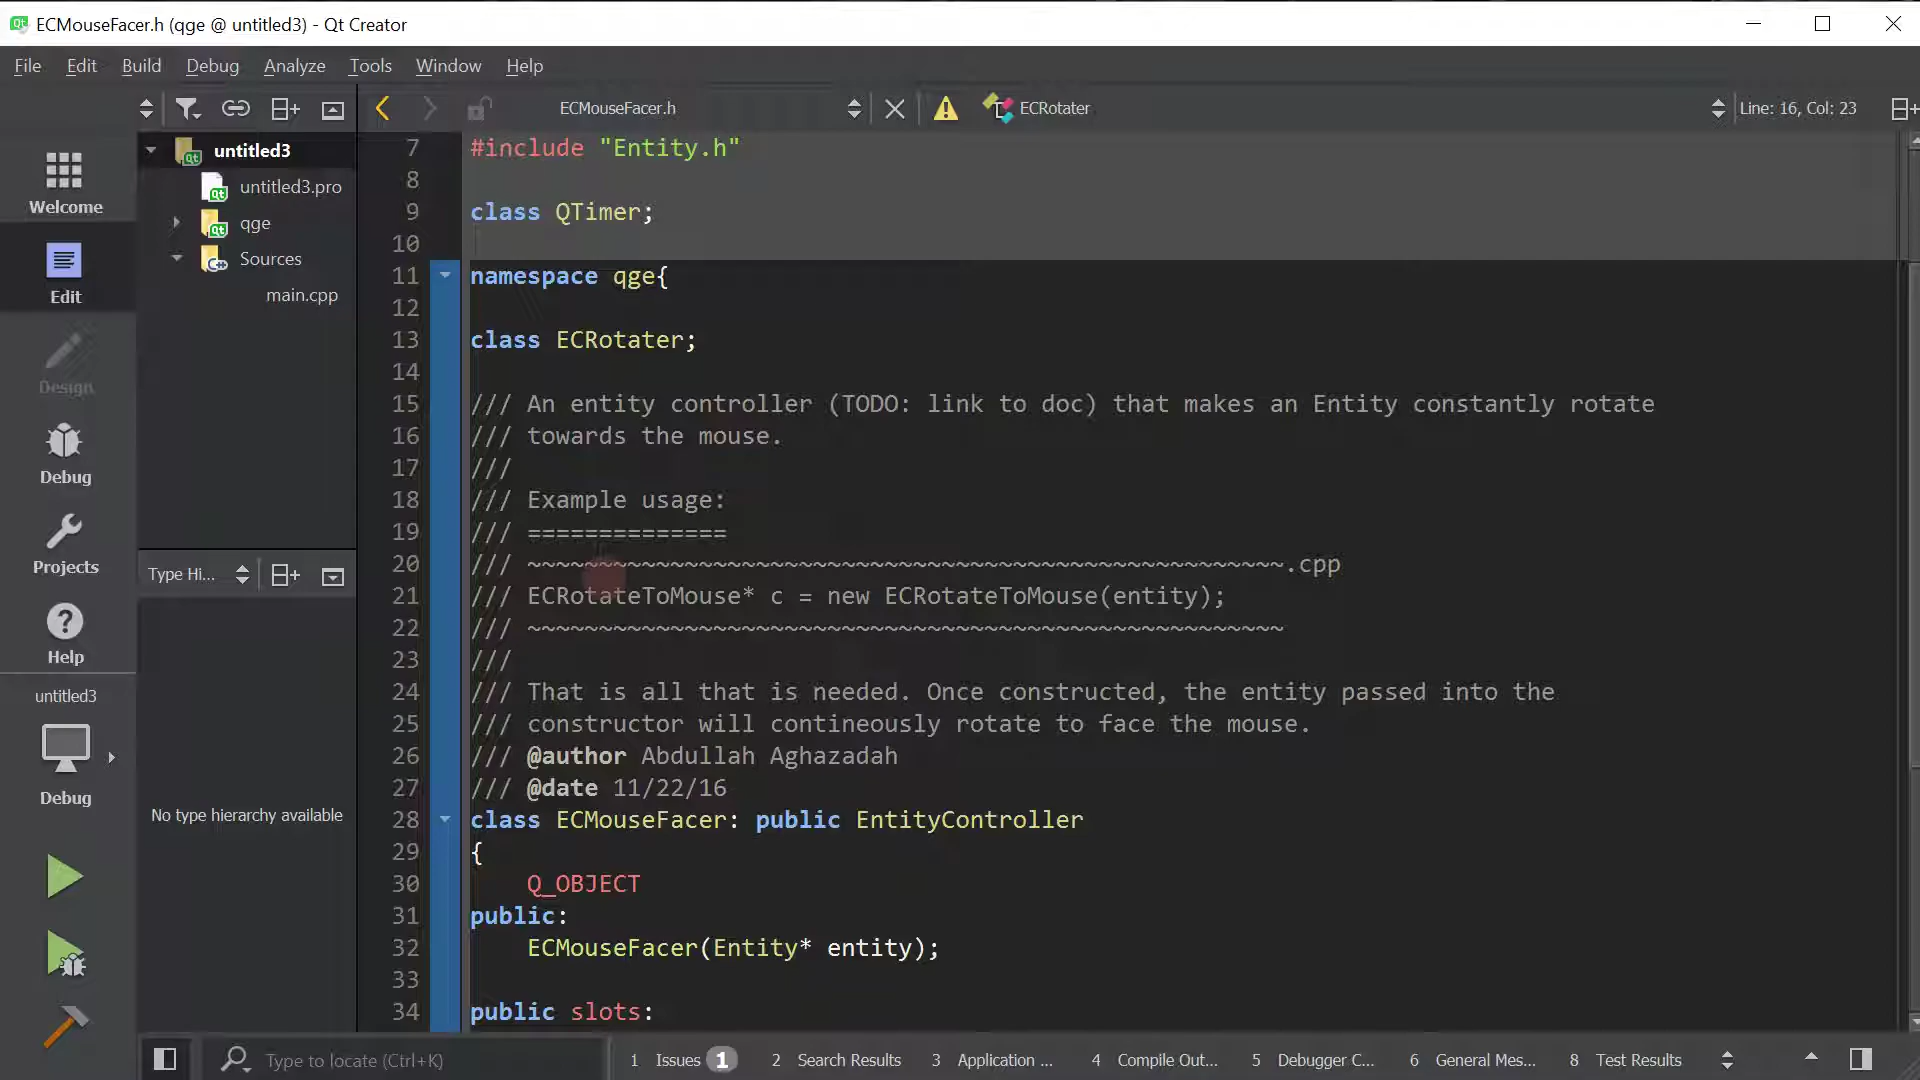 ECMouseFacer.h (qge @ untitled3) - Qt Creator
File Edit Build Debug Analyze Tools Window Help
ECMouseFacer.h ECRotater Line: 16, Col: 23
untitled3
untitled3.pro
qge
Sources
main.cpp
Welcome
Edit
Design
Debug
Projects
Help
untitled3
Debug
Type Hi...
No type hierarchy available
7 #include "Entity.h"
8
9 class QTimer;
10
11 namespace qge{
12
13 class ECRotater;
14
15 /// An entity controller (TODO: link to doc) that makes an Entity constantly rotate
16 /// towards the mouse.
17 ///
18 /// Example usage:
19 /// ==============
20 /// ~~~~~~~~~~~~~~~~~~~~~~~~~~~~~~~~~~~~~~~~~~~~~~~~~~~~~.cpp
21 /// ECRotateToMouse* c = new ECRotateToMouse(entity);
22 /// ~~~~~~~~~~~~~~~~~~~~~~~~~~~~~~~~~~~~~~~~~~~~~~~~~~~~~
23 ///
24 /// That is all that is needed. Once constructed, the entity passed into the
25 /// constructor will contineously rotate to face the mouse.
26 /// @author Abdullah Aghazadah
27 /// @date 11/22/16
28 class ECMouseFacer: public EntityController
29 {
30 Q_OBJECT
31 public:
32 ECMouseFacer(Entity* entity);
33
34 public slots:
Type to locate (Ctrl+K) 1 Issues 1 2 Search Results 3 Application ... 4 Compile Out... 5 Debugger C... 6 General Mes... 8 Test Results